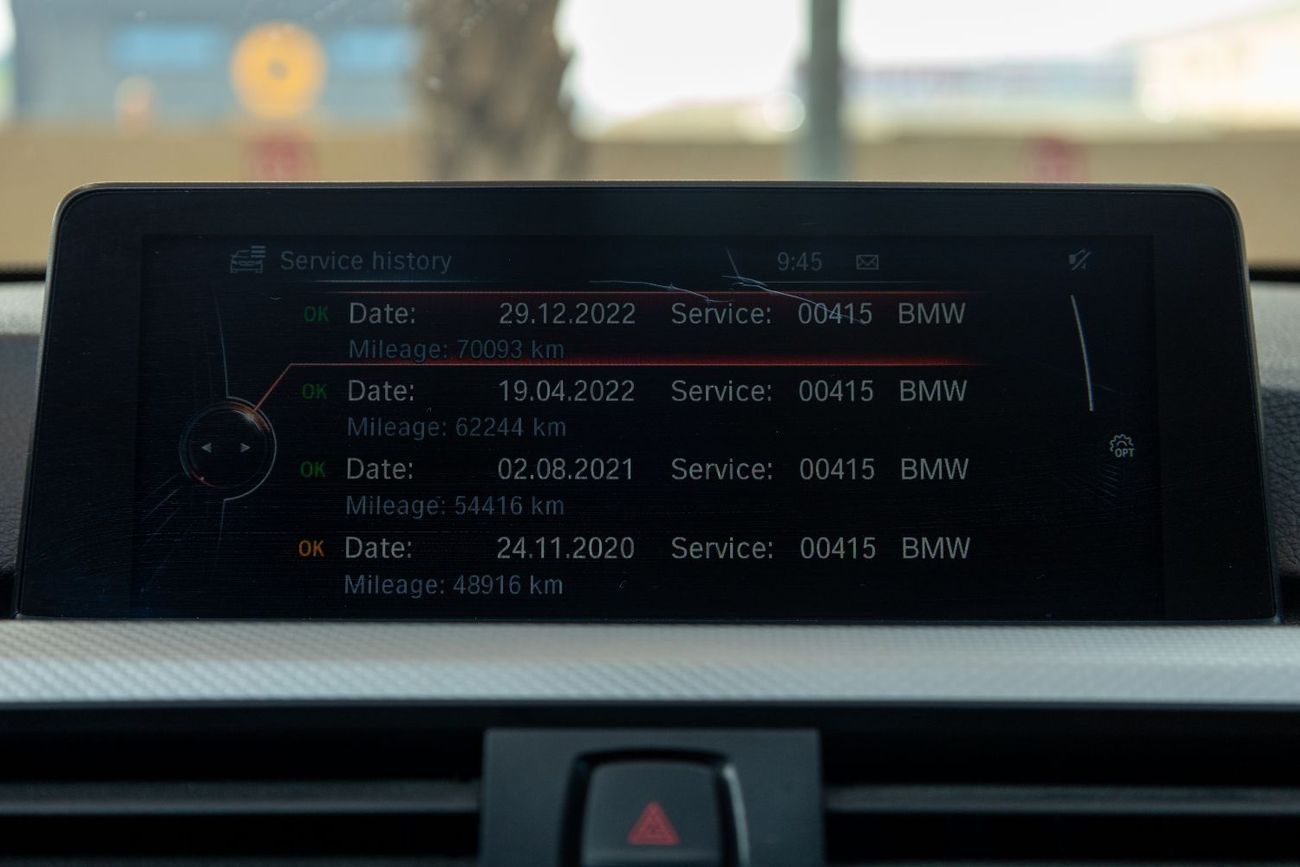 Service history 9:45
OK Date: 29.12.2022 Service: 00415 BMW
Mileage: 70093 km
OK Date: 19.04.2022 Service: 00415 BMW
Mileage: 62244 km
OK Date: 02.08.2021 Service: 00415 BMW
Mileage: 54416 km
OPT
OK Date: 24.11.2020 Service: 00415 BMW
Mileage: 48916 km